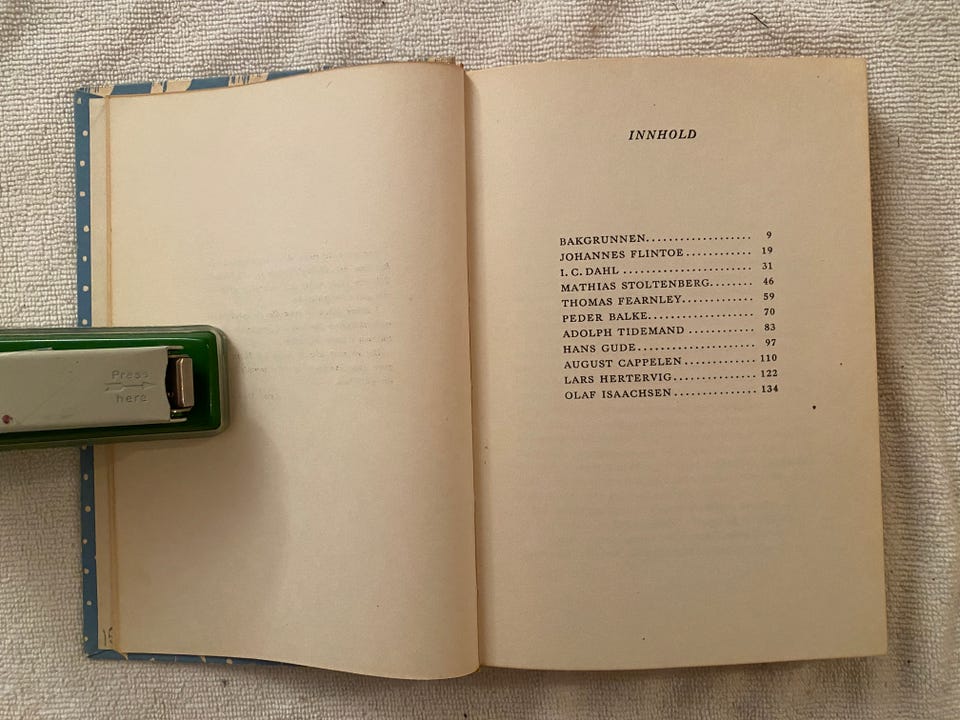 INNHOLD
BAKGRUNNEN................... 9
JOHANNES FLINTOE............ 19
I. C. DAHL ....................... 31
MATHIAS STOLTENBERG........ 46
THOMAS FEARNLEY............. 59
PEDER BALKE................... 70
ADOLPH TIDEMAND ............ 83
HANS GUDE..................... 97
AUGUST CAPPELEN............. 110
LARS HERTERVIG............... 122
OLAF ISAACHSEN............... 134
Press
here